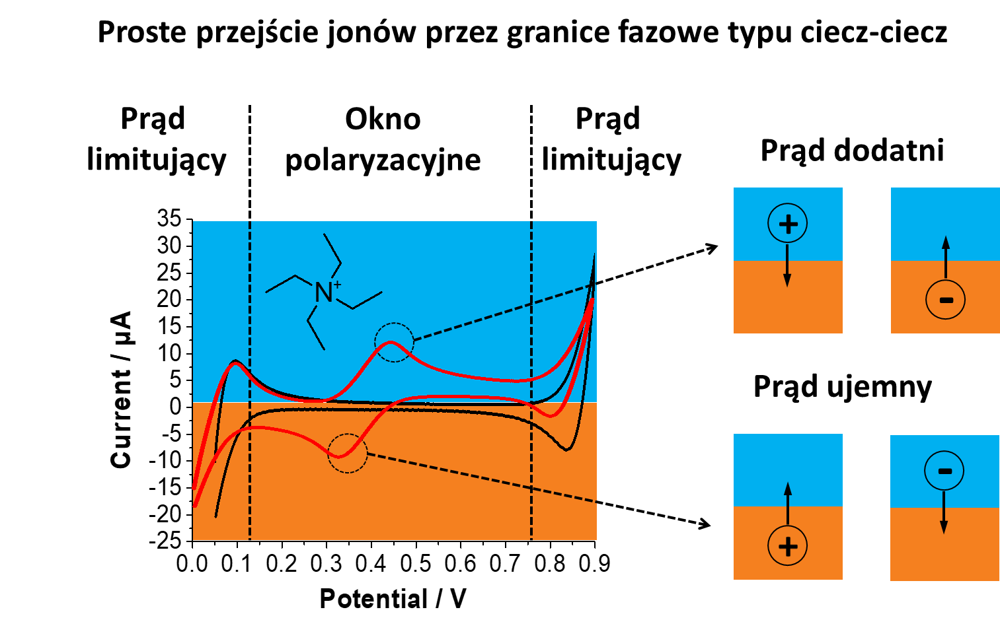 Proste przejście jonów przez granice fazowe typu ciecz-ciecz
Prąd
limitujący
Okno
polaryzacyjne
Prąd
limitujący
Prąd dodatni
+
-
Prąd ujemny
+
-
N+
Current / µA
35
30
25
20
15
10
5
0
-5
-10
-15
-20
-25
0.0 0.1 0.2 0.3 0.4 0.5 0.6 0.7 0.8 0.9
Potential / V